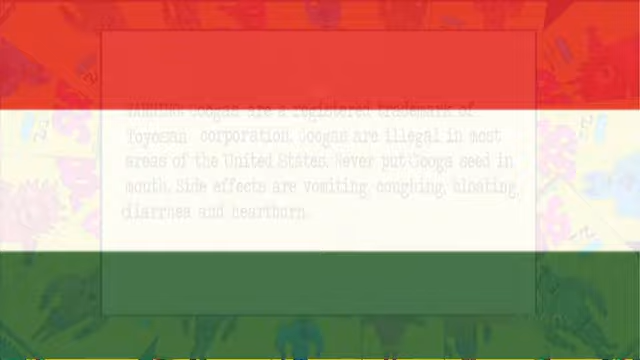 WARNING: Googas are a registered trademark of
Toyosan corporation. Googas are illegal in most
areas of the United States. Never put Googa seed in
mouth. Side effects are vomiting, coughing, bloating,
diarrhea and heartburn.